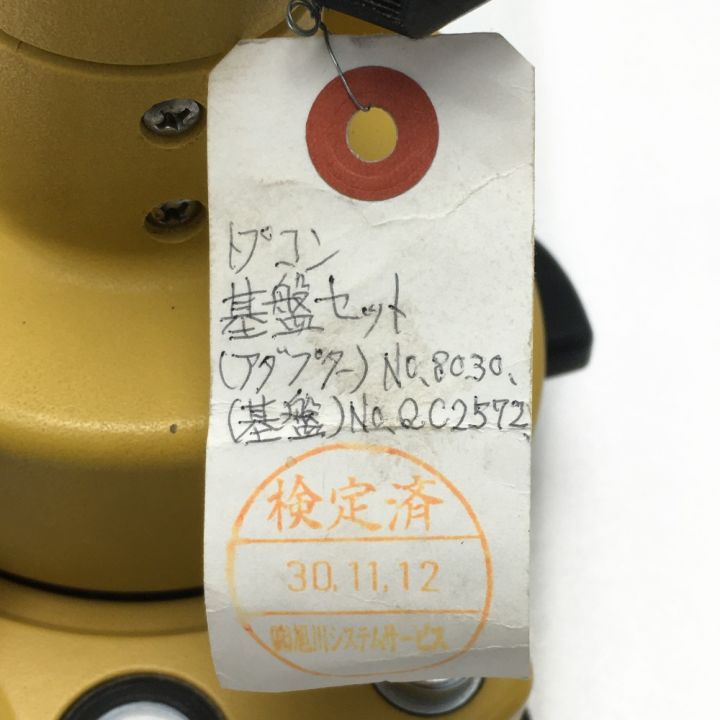 トプコン
基盤セット
(アダプター) No.8030、
(基盤)No.QC2572
検定済
30.11.12
㈱旭川システムサービス